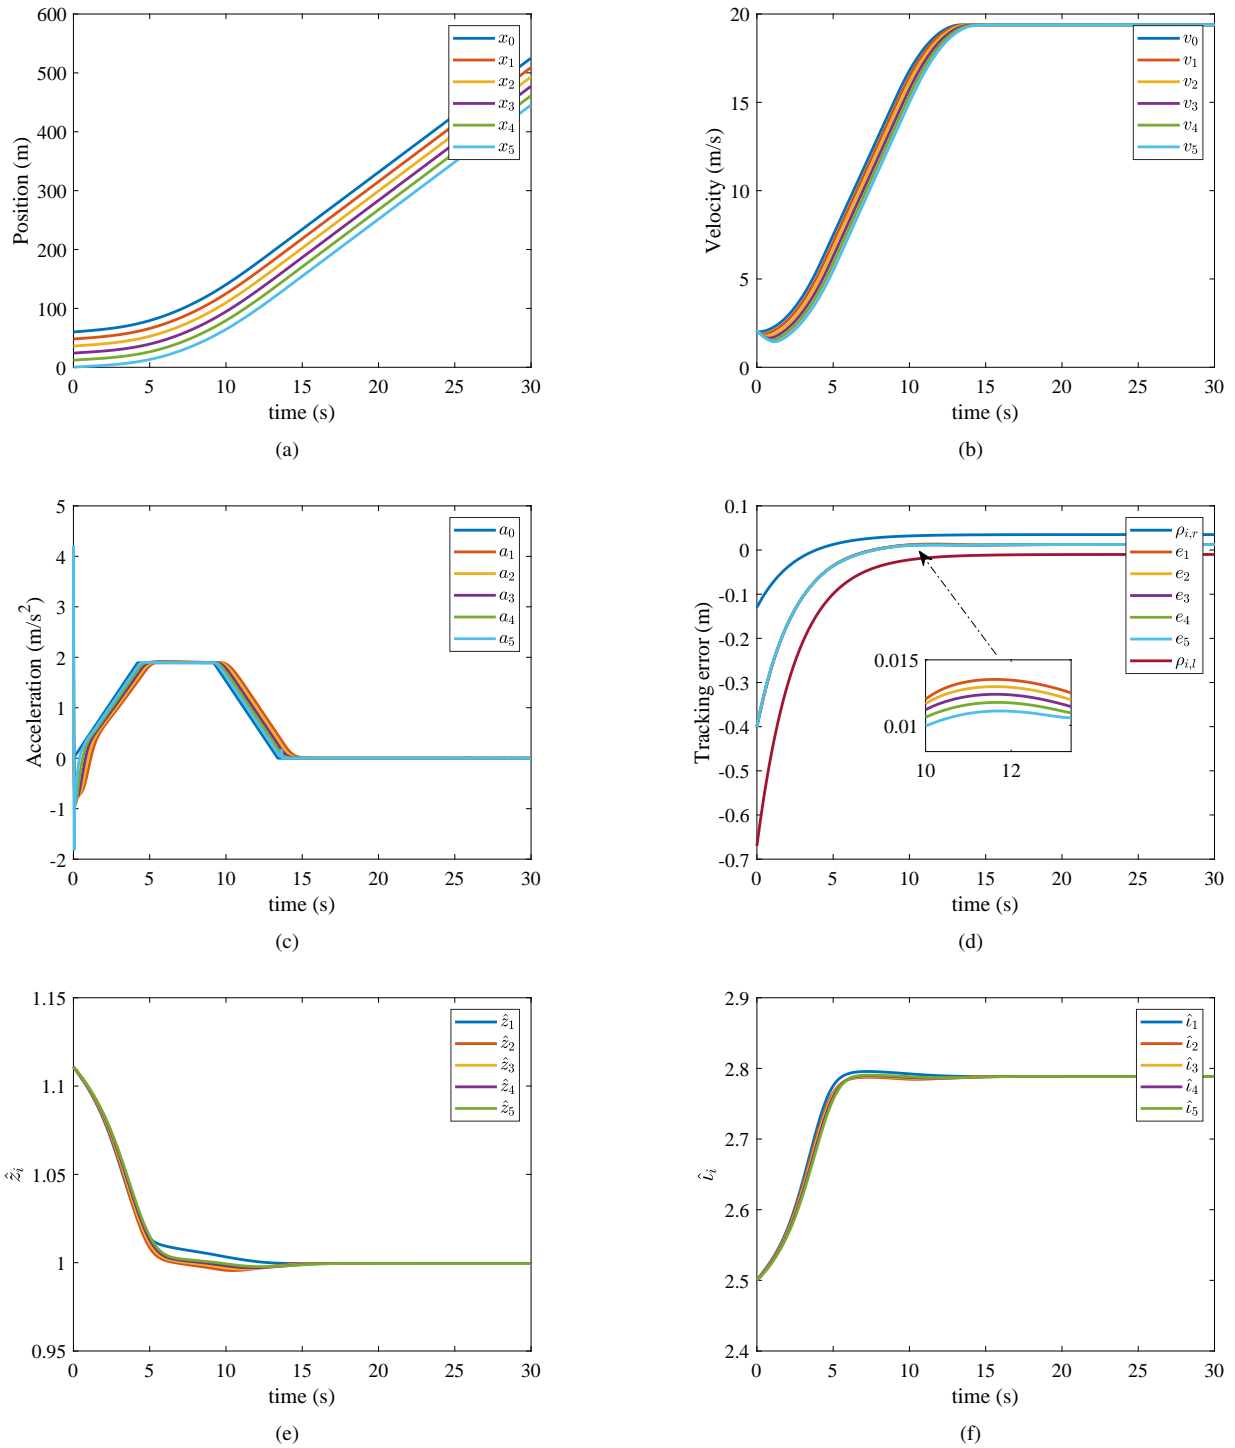 600
500
400
300
200
100
0
0 5 10 15 20 25 30
Position (m)
time (s)
x₀
x₁
x₂
x₃
x₄
x₅
(a)
20
15
10
5
0
0 5 10 15 20 25 30
Velocity (m/s)
time (s)
v₀
v₁
v₂
v₃
v₄
v₅
(b)
5
4
3
2
1
0
-1
-2
0 5 10 15 20 25 30
Acceleration (m/s²)
time (s)
a₀
a₁
a₂
a₃
a₄
a₅
(c)
0.1
0
-0.1
-0.2
-0.3
-0.4
-0.5
-0.6
-0.7
0 5 10 15 20 25 30
Tracking error (m)
time (s)
ρᵢ,ᵣ
e₁
e₂
e₃
e₄
e₅
ρᵢ,ₗ
0.015
0.01
10 12
(d)
1.15
1.1
1.05
1
0.95
0 5 10 15 20 25 30
ẑᵢ
time (s)
ẑ₁
ẑ₂
ẑ₃
ẑ₄
ẑ₅
(e)
2.9
2.8
2.7
2.6
2.5
2.4
0 5 10 15 20 25 30
ι̂ᵢ
time (s)
ι̂₁
ι̂₂
ι̂₃
ι̂₄
ι̂₅
(f)